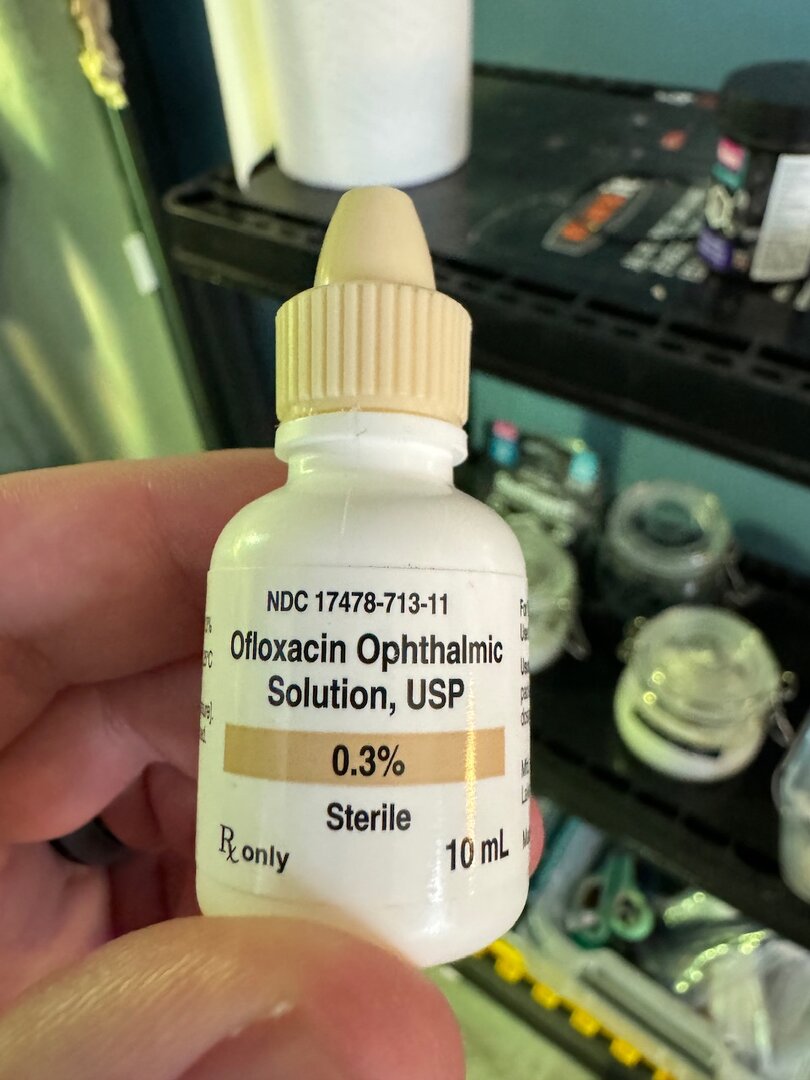 NDC 17478-713-11
Ofloxacin Ophthalmic
Solution, USP
0.3%
Sterile
Rx only
10 mL